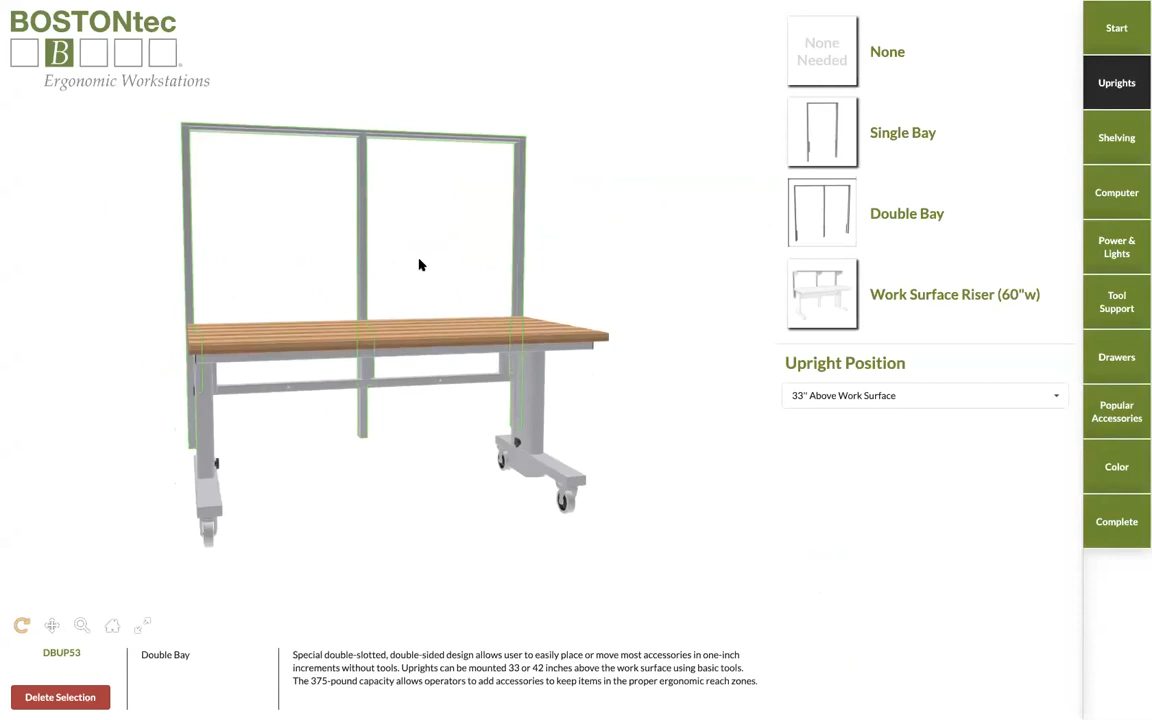 BOSTONtec
B
Ergonomic Workstations
None
Needed
None
Single Bay
Double Bay
Work Surface Riser (60"w)
Upright Position
33" Above Work Surface
Start
Uprights
Shelving
Computer
Power &
Lights
Tool
Support
Drawers
Popular
Accessories
Color
Complete
DBUP53
Delete Selection
Double Bay
Special double-slotted, double-sided design allows user to easily place or move most accessories in one-inch
increments without tools. Uprights can be mounted 33 or 42 inches above the work surface using basic tools.
The 375-pound capacity allows operators to add accessories to keep items in the proper ergonomic reach zones.